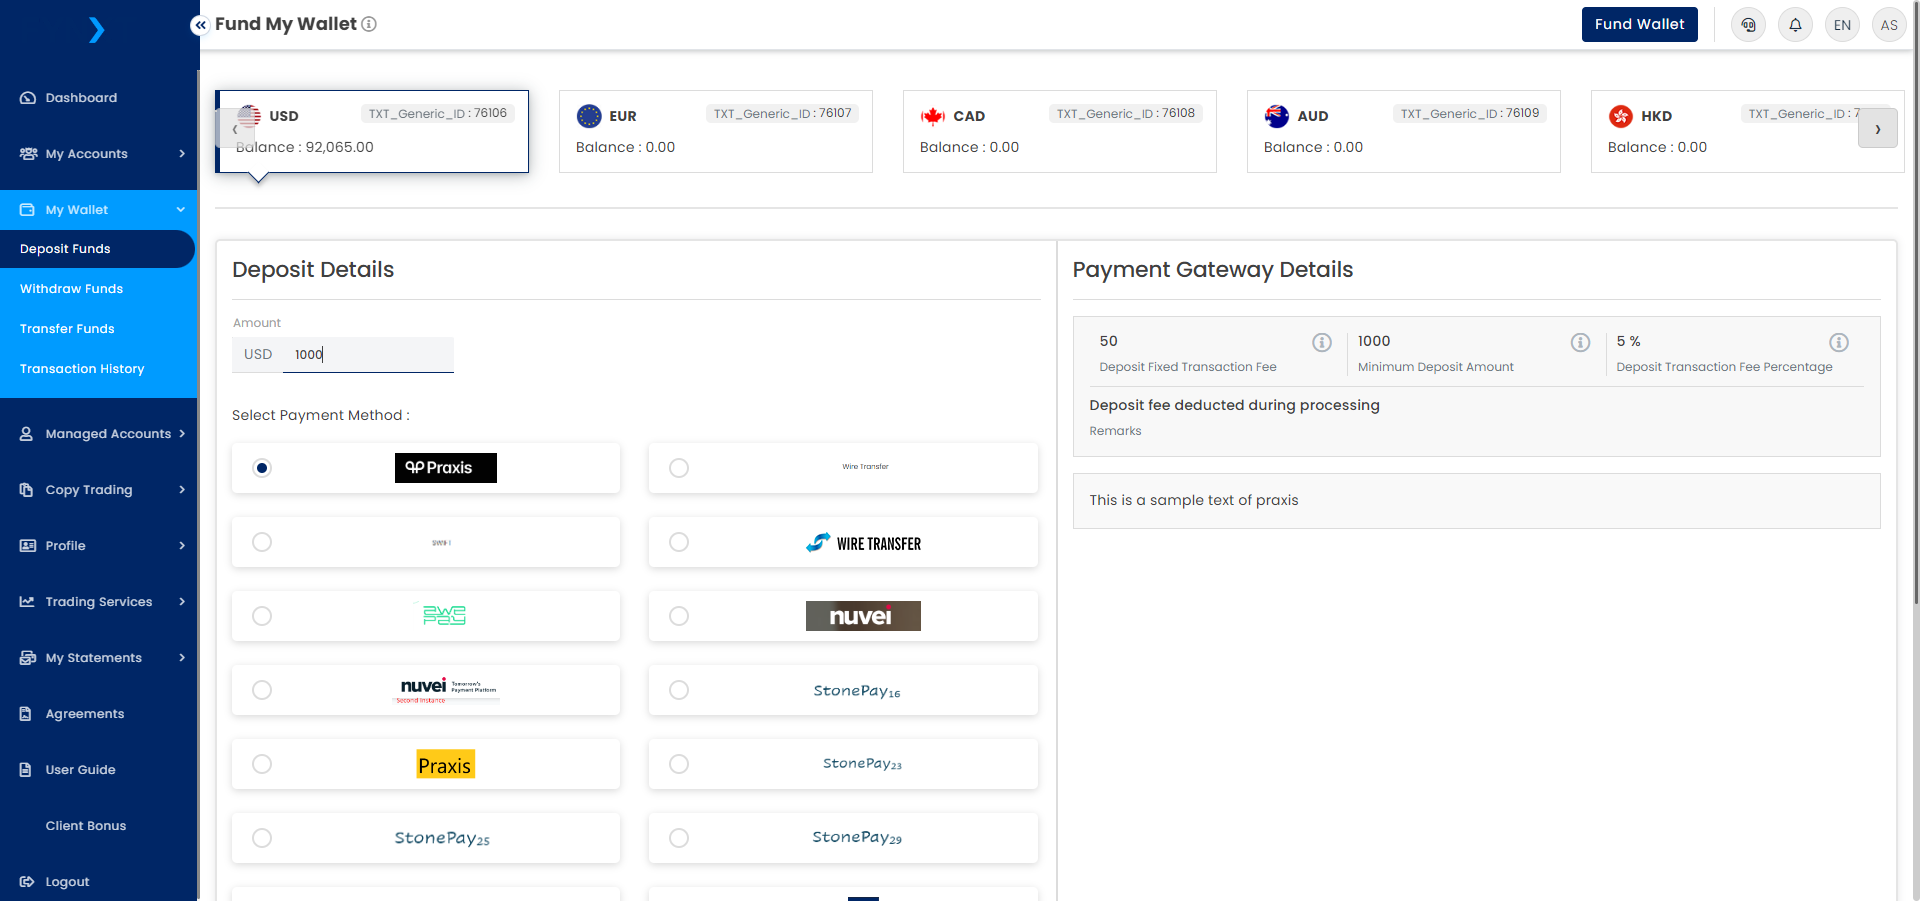 Fund My Wallet
Fund Wallet
EN
AS
Dashboard
My Accounts
My Wallet
Deposit Funds
Withdraw Funds
Transfer Funds
Transaction History
Managed Accounts
Copy Trading
Profile
Trading Services
My Statements
Agreements
User Guide
Client Bonus
Logout
USD
TXT_Generic_ID : 76106
Balance : 92,065.00
EUR
TXT_Generic_ID : 76107
Balance : 0.00
CAD
TXT_Generic_ID : 76108
Balance : 0.00
AUD
TXT_Generic_ID : 76109
Balance : 0.00
HKD
TXT_Generic_ID : 7
Balance : 0.00
Deposit Details
Amount
USD 1000
Select Payment Method :
Praxis
Wire Transfer
WIRE TRANSFER
nuvei
nuvei Tomorrow's
Payment Platform
Second Instance
StonePay16
Praxis
StonePay23
StonePay25
StonePay29
Payment Gateway Details
50
Deposit Fixed Transaction Fee
1000
Minimum Deposit Amount
5 %
Deposit Transaction Fee Percentage
Deposit fee deducted during processing
Remarks
This is a sample text of praxis